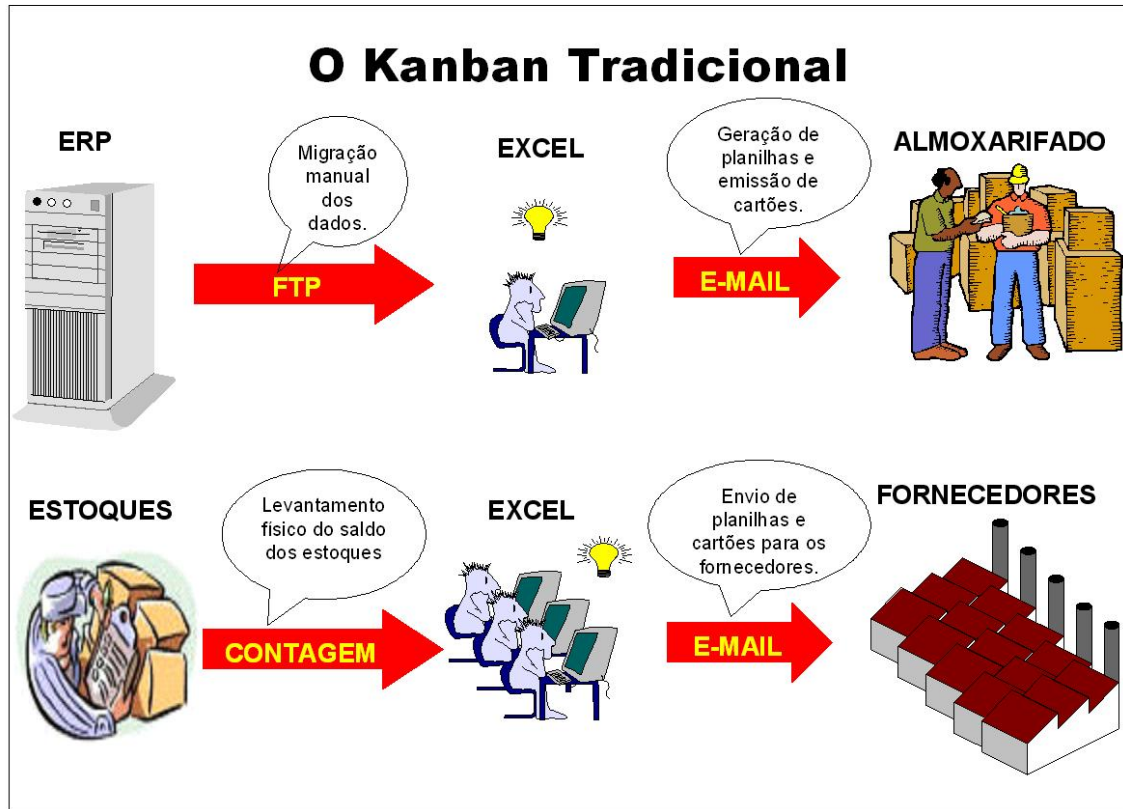 O Kanban Tradicional
ERP
Migração
manual
dos
dados.
FTP
EXCEL
Geração de
planilhas e
emissão de
cartões.
E-MAIL
ALMOXARIFADO
ESTOQUES
Levantamento
físico do saldo
dos estoques
CONTAGEM
EXCEL
Envio de
planilhas e
cartões para os
fornecedores.
E-MAIL
FORNECEDORES